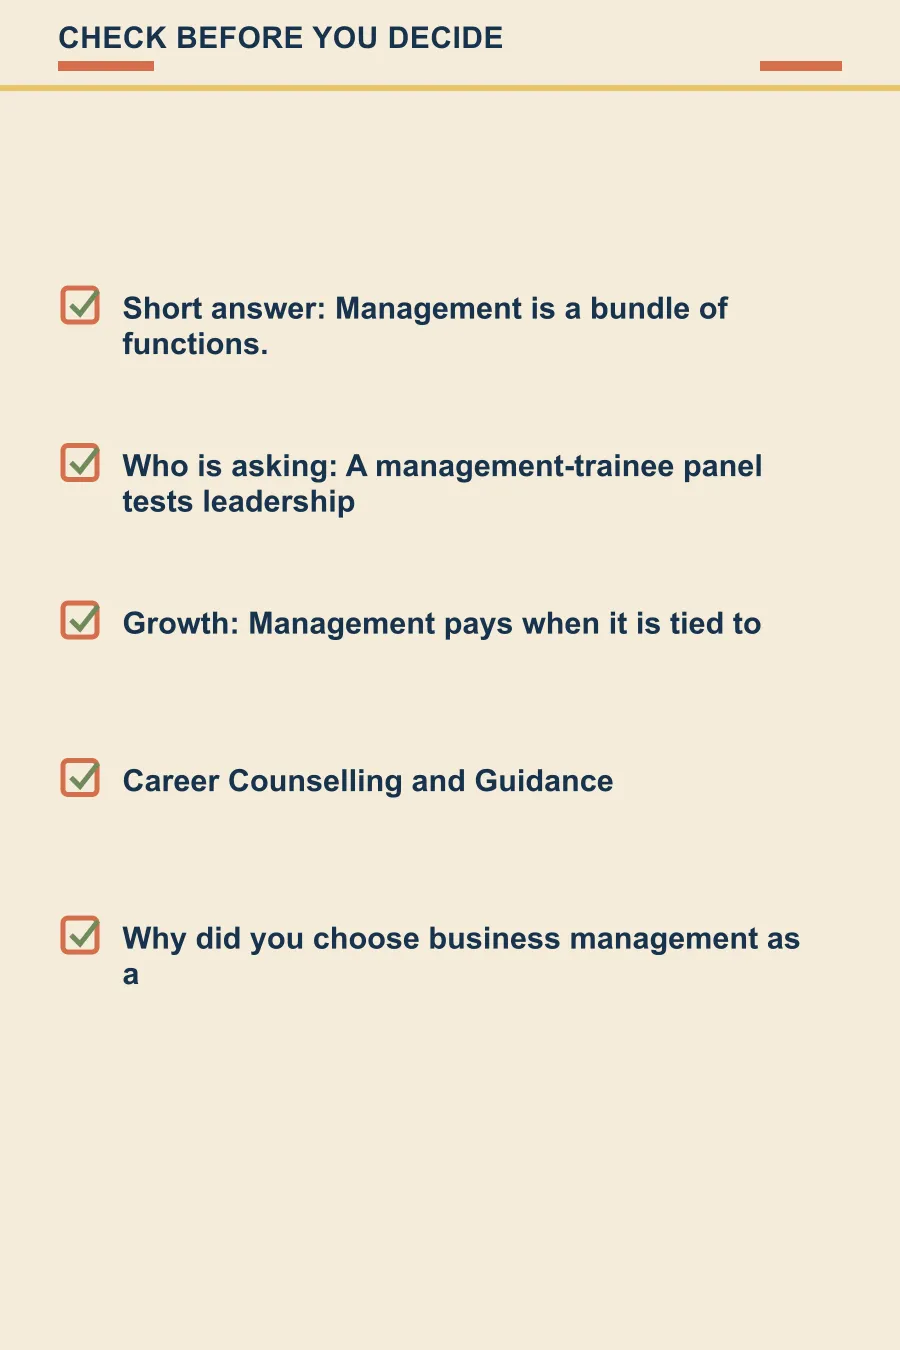 CHECK BEFORE YOU DECIDE
Short answer: Management is a bundle of
functions.
Who is asking: A management-trainee panel
tests leadership
Growth: Management pays when it is tied to
Career Counselling and Guidance
Why did you choose business management as
a